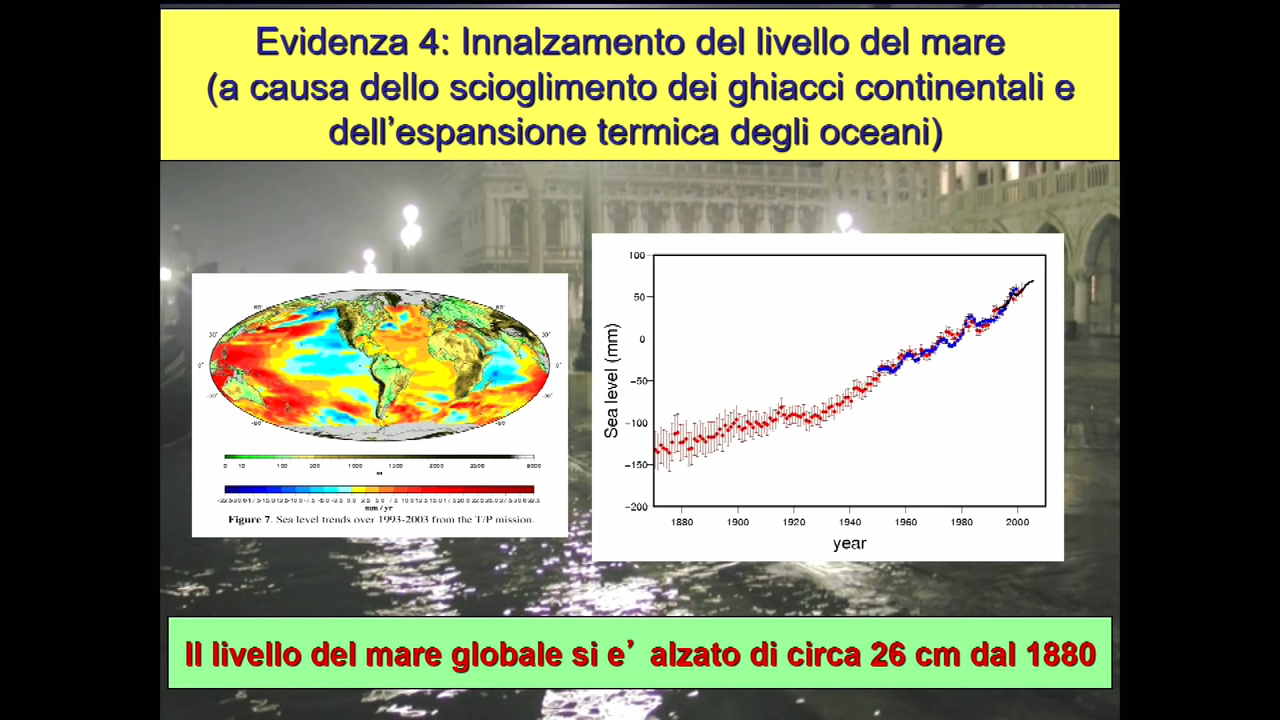 Evidenza 4: Innalzamento del livello del mare
(a causa dello scioglimento dei ghiacci continentali e
dell’espansione termica degli oceani)
100
50
0
−50
−100
−150
−200
Sea level (mm)
1880 1900 1920 1940 1960 1980 2000
year
mm / yr
Figure 7. Sea level trends over 1993-2003 from the T/P mission.
Il livello del mare globale si e’ alzato di circa 26 cm dal 1880